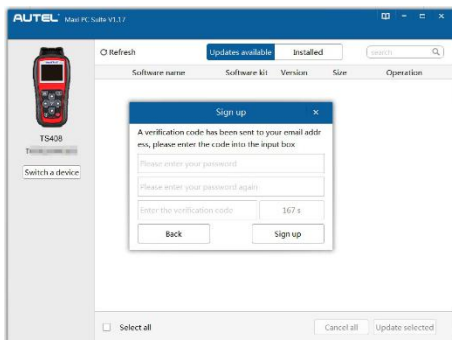 AUTEL Maxi PC Suite V1.17
Refresh Updates available Installed search
Software name Software kit Version Size Operation
TS408
Switch a device
Sign up ×
A verification code has been sent to your email addr
ess, please enter the code into the input box
Please enter your password
Please enter your password again
Enter the verification code 167 s
Back Sign up
Select all Cancel all Update selected